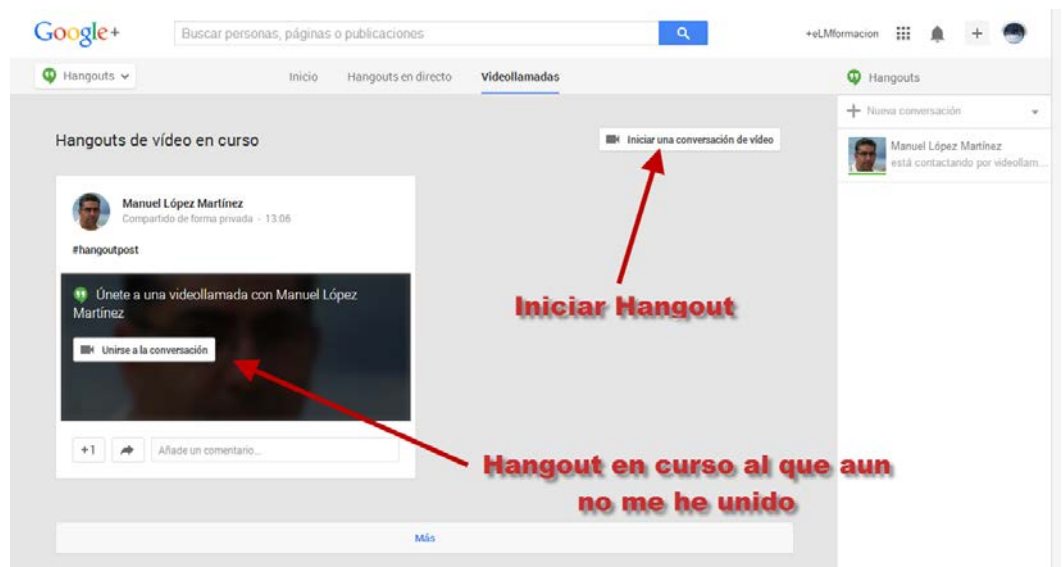 Google+
Buscar personas, páginas o publicaciones
+eLMformacion
Hangouts
Inicio
Hangouts en directo
Videollamadas
Hangouts
Nueva conversación
Hangouts de vídeo en curso
Iniciar una conversación de vídeo
Manuel López Martínez
está contactando por videollam...
Manuel López Martínez
Compartido de forma privada - 13:06
#hangoutpost
Únete a una videollamada con Manuel López
Martínez
Iniciar Hangout
Unirse a la conversación
+1
Añade un comentario...
Hangout en curso al que aun
no me he unido
Más